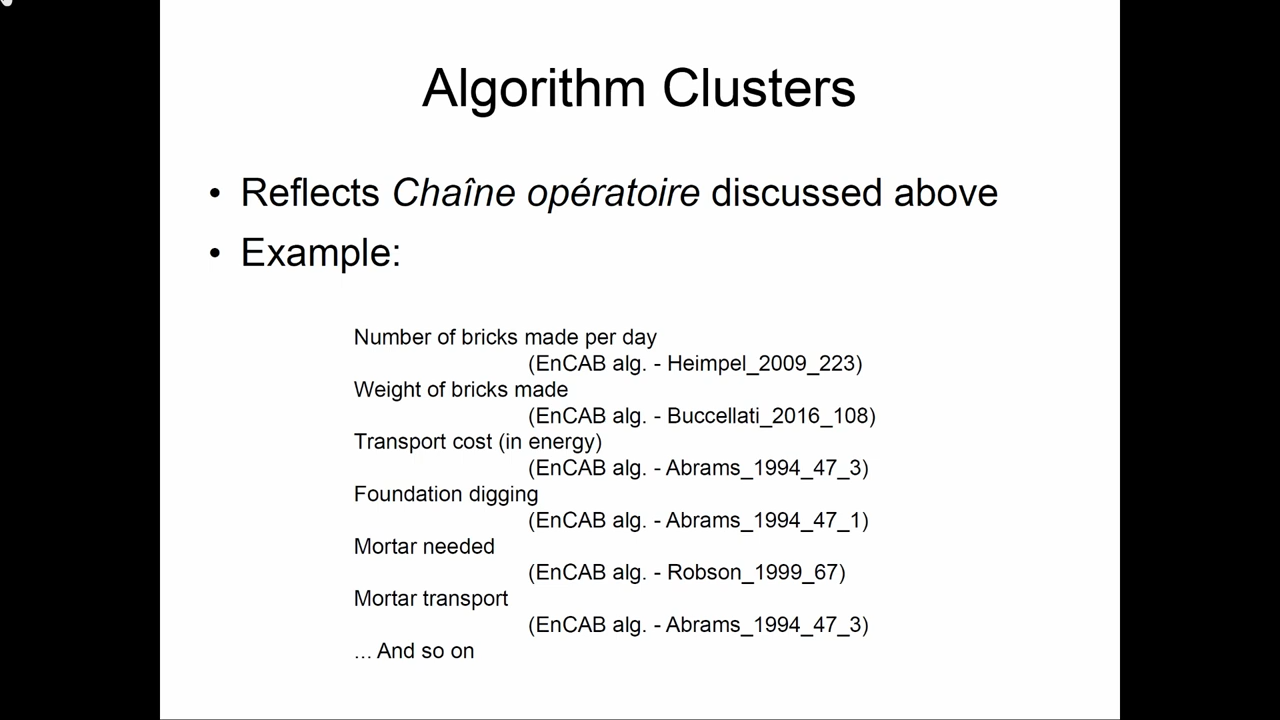 Algorithm Clusters
• Reflects Chaîne opératoire discussed above
• Example:
Number of bricks made per day
(EnCAB alg. - Heimpel_2009_223)
Weight of bricks made
(EnCAB alg. - Buccellati_2016_108)
Transport cost (in energy)
(EnCAB alg. - Abrams_1994_47_3)
Foundation digging
(EnCAB alg. - Abrams_1994_47_1)
Mortar needed
(EnCAB alg. - Robson_1999_67)
Mortar transport
(EnCAB alg. - Abrams_1994_47_3)
... And so on